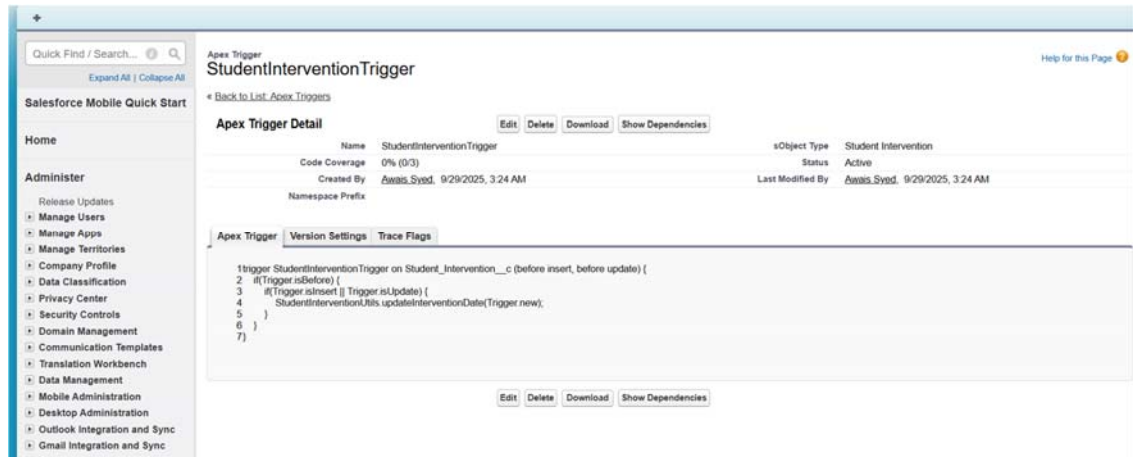 Quick Find / Search...
Expand All | Collapse All
Salesforce Mobile Quick Start
Home
Administer
Release Updates
Manage Users
Manage Apps
Manage Territories
Company Profile
Data Classification
Privacy Center
Security Controls
Domain Management
Communication Templates
Translation Workbench
Data Management
Mobile Administration
Desktop Administration
Outlook Integration and Sync
Gmail Integration and Sync
Apex Trigger
StudentInterventionTrigger
Help for this Page
« Back to List: Apex Triggers
Apex Trigger Detail
Edit Delete Download Show Dependencies
Name StudentInterventionTrigger sObject Type Student Intervention
Code Coverage 0% (0/3) Status Active
Created By Awais Syed, 9/29/2025, 3:24 AM Last Modified By Awais Syed, 9/29/2025, 3:24 AM
Namespace Prefix
Apex Trigger Version Settings Trace Flags
1trigger StudentInterventionTrigger on Student_Intervention__c (before insert, before update) {
2 if(Trigger.isBefore) {
3 if(Trigger.isInsert || Trigger.isUpdate) {
4 StudentInterventionUtils.updateInterventionDate(Trigger.new);
5 }
6 }
7}
Edit Delete Download Show Dependencies